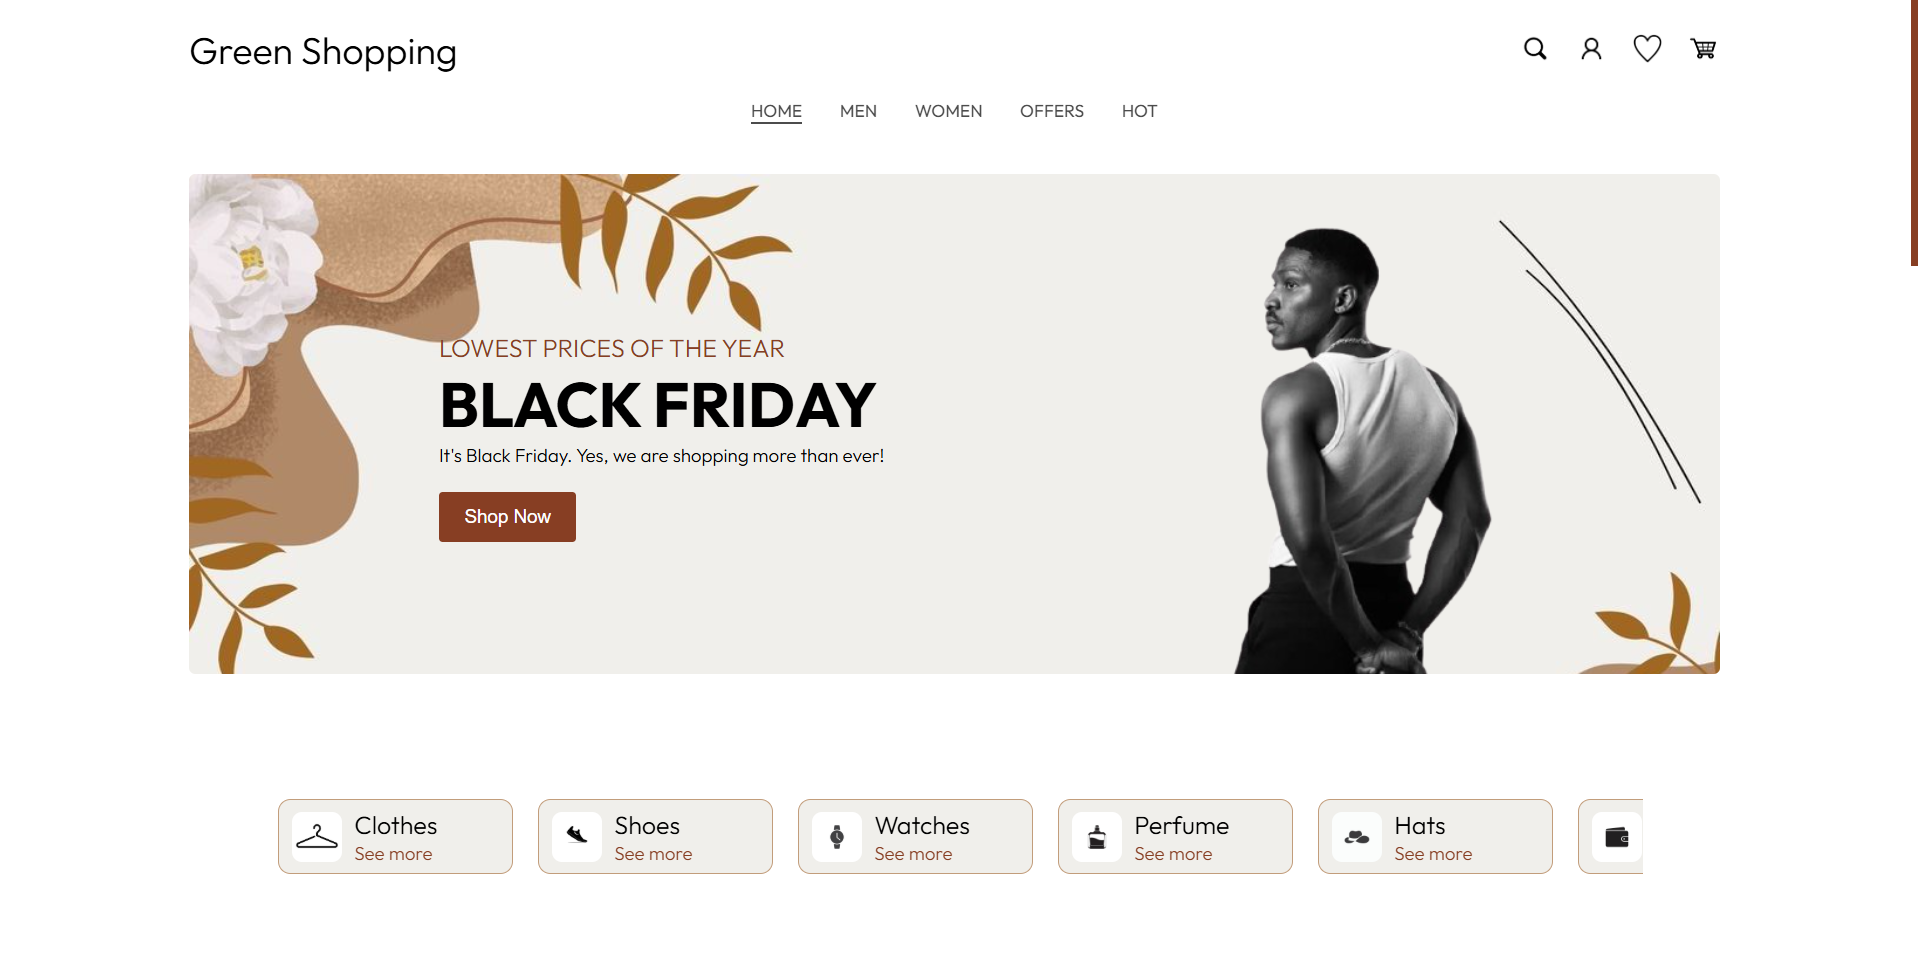 Green Shopping
HOME MEN WOMEN OFFERS HOT
LOWEST PRICES OF THE YEAR
BLACK FRIDAY
It's Black Friday. Yes, we are shopping more than ever!
Shop Now
Clothes
See more
Shoes
See more
Watches
See more
Perfume
See more
Hats
See more